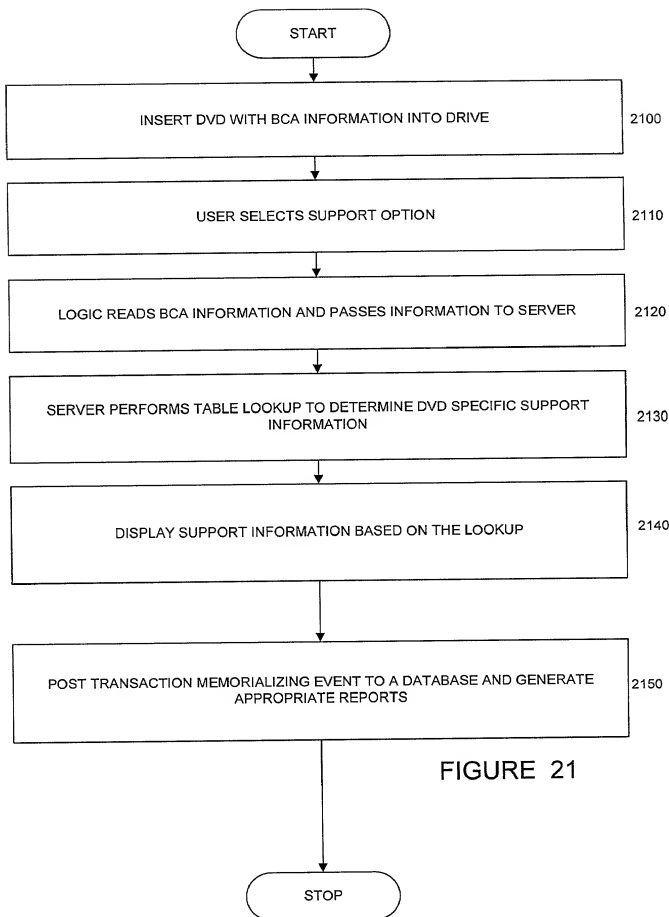 START
INSERT DVD WITH BCA INFORMATION INTO DRIVE
2100
USER SELECTS SUPPORT OPTION
2110
LOGIC READS BCA INFORMATION AND PASSES INFORMATION TO SERVER
2120
SERVER PERFORMS TABLE LOOKUP TO DETERMINE DVD SPECIFIC SUPPORT
INFORMATION
2130
DISPLAY SUPPORT INFORMATION BASED ON THE LOOKUP
2140
POST TRANSACTION MEMORIALIZING EVENT TO A DATABASE AND GENERATE
APPROPRIATE REPORTS
2150
FIGURE 21
STOP